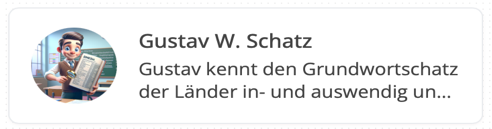 Gustav W. Schatz
Gustav kennt den Grundwortschatz
der Länder in- und auswendig un...